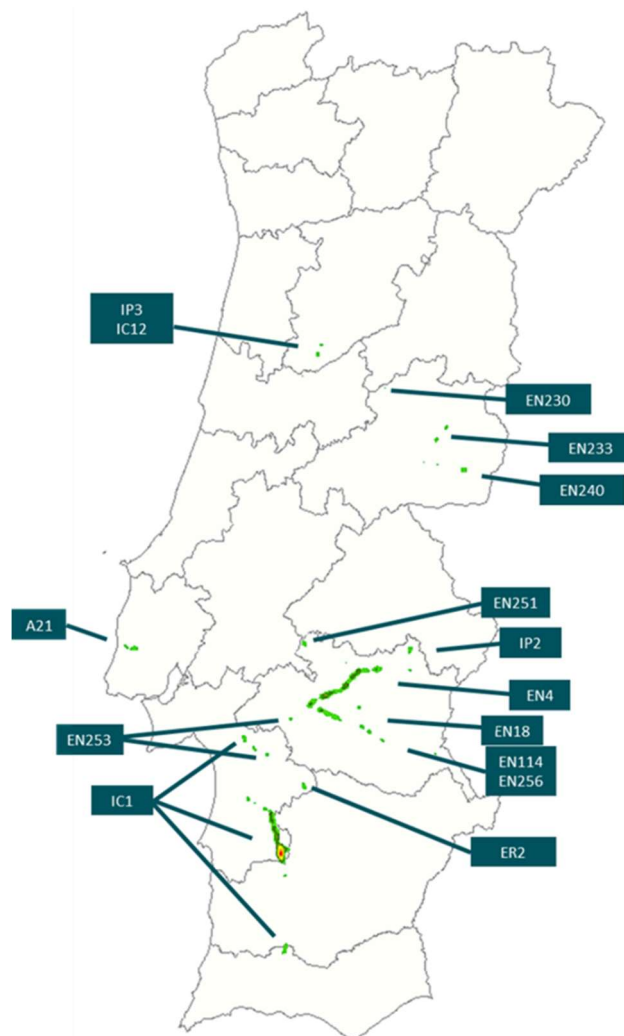 IP3
IC12
EN230
EN233
EN240
EN251
A21
IP2
EN4
EN18
EN253
EN114
EN256
IC1
ER2